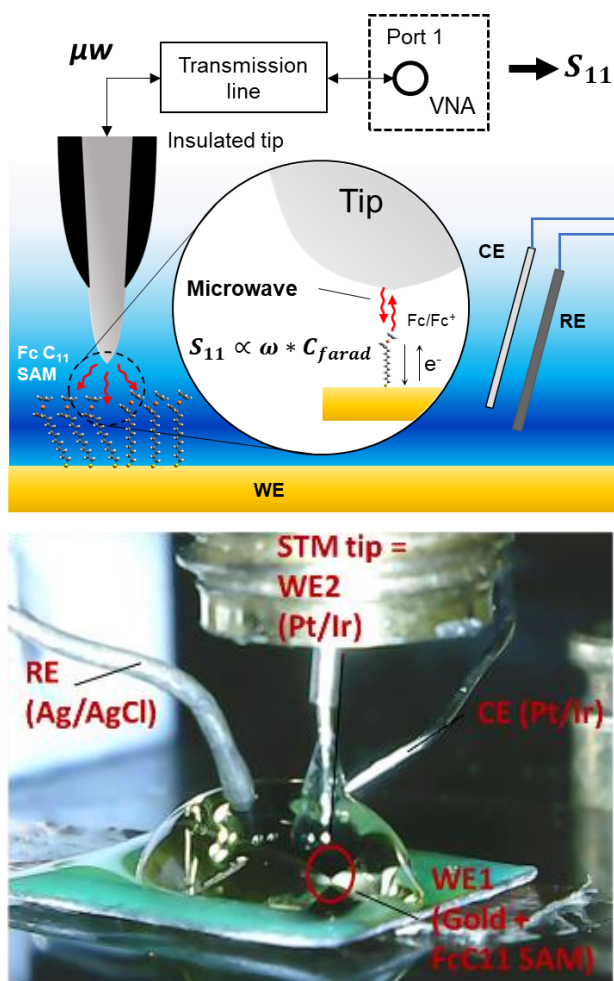 μw
Transmission
line
Port 1
VNA
S₁₁
Insulated tip
Tip
Microwave
Fc/Fc⁺
S₁₁ ∝ ω * C_farad
e⁻
CE
RE
Fc C₁₁
SAM
WE
STM tip =
WE2
(Pt/Ir)
RE
(Ag/AgCl)
CE (Pt/Ir)
WE1
(Gold +
FcC11 SAM)